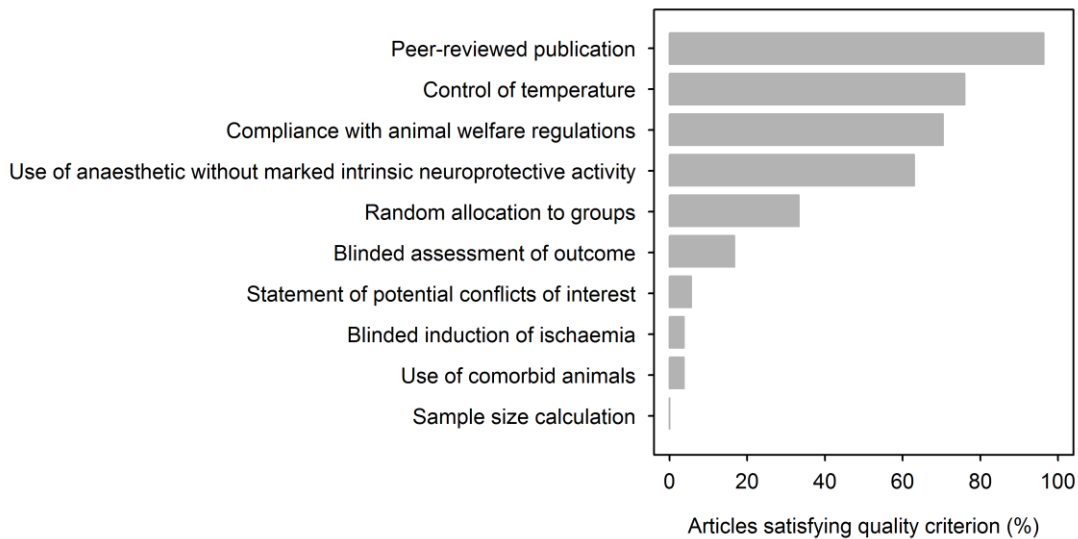 Peer-reviewed publication
Control of temperature
Compliance with animal welfare regulations
Use of anaesthetic without marked intrinsic neuroprotective activity
Random allocation to groups
Blinded assessment of outcome
Statement of potential conflicts of interest
Blinded induction of ischaemia
Use of comorbid animals
Sample size calculation
0 20 40 60 80 100
Articles satisfying quality criterion (%)